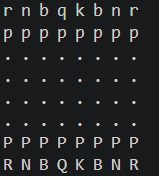 r n b q k b n r
p p p p p p p p
. . . . . . . .
. . . . . . . .
. . . . . . . .
. . . . . . . .
P P P P P P P P
R N B Q K B N R